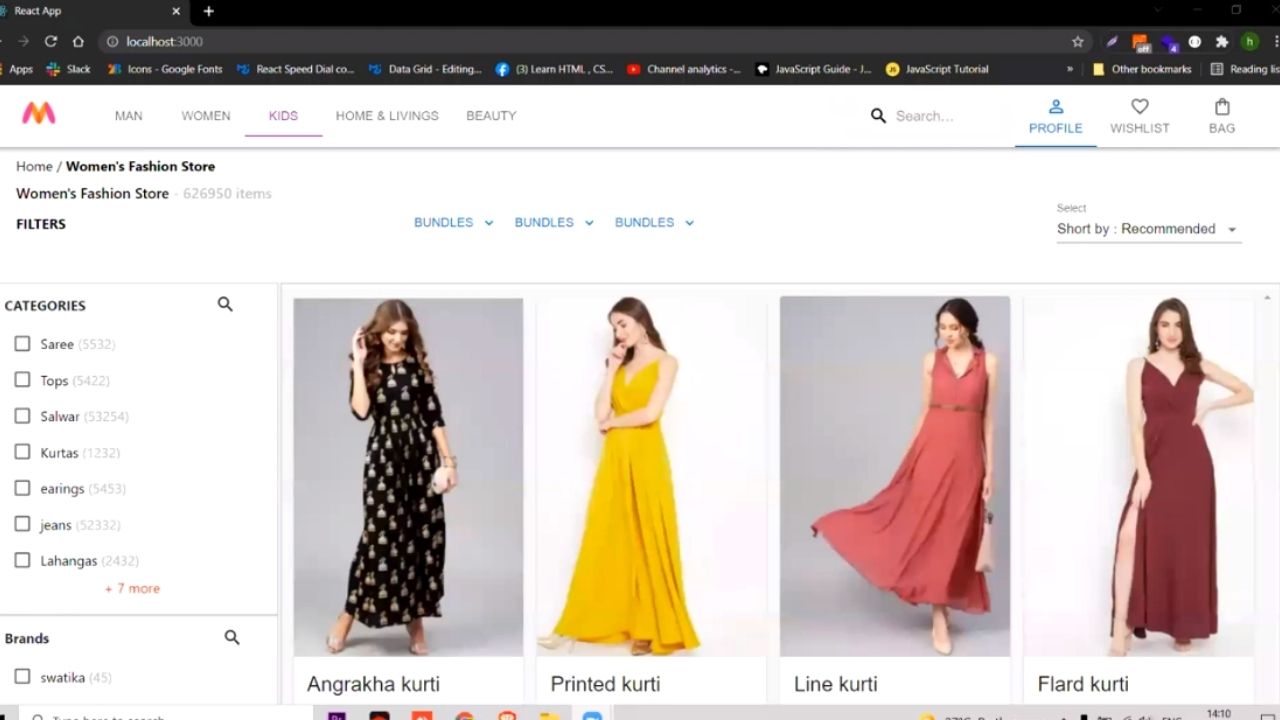 React App
localhost:3000
off 4 h
Apps Slack Icons - Google Fonts React Speed Dial co... Data Grid - Editing... (3) Learn HTML , CS... Channel analytics -... JavaScript Guide - J... JS JavaScript Tutorial » Other bookmarks Reading lis
MAN WOMEN KIDS HOME & LIVINGS BEAUTY Search... PROFILE WISHLIST BAG
Home / Women's Fashion Store
Women's Fashion Store - 626950 items
FILTERS BUNDLES BUNDLES BUNDLES
Select
Short by : Recommended
CATEGORIES
Saree (5532)
Tops (5422)
Salwar (53254)
Kurtas (1232)
earings (5453)
jeans (52332)
Lahangas (2432)
+ 7 more
Brands
swatika (45)
Angrakha kurti Printed kurti Line kurti Flard kurti
Type here to search
14:10